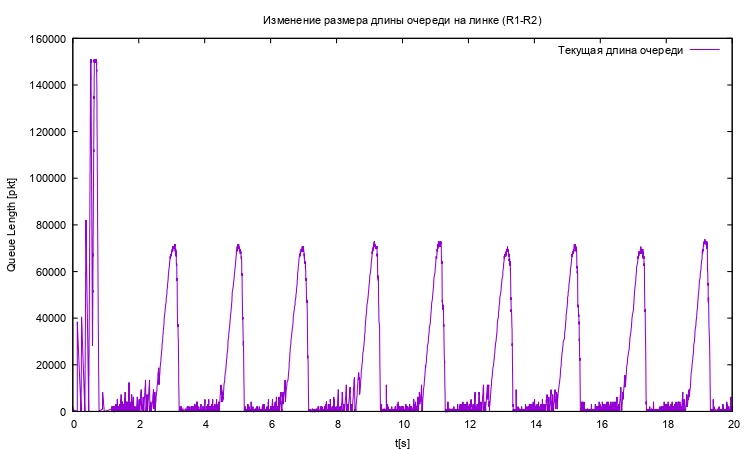 Изменение размера длины очереди на линке (R1-R2)
Текущая длина очереди
Queue Length [pkt]
160000
140000
120000
100000
80000
60000
40000
20000
0
0 2 4 6 8 10 12 14 16 18 20
t[s]